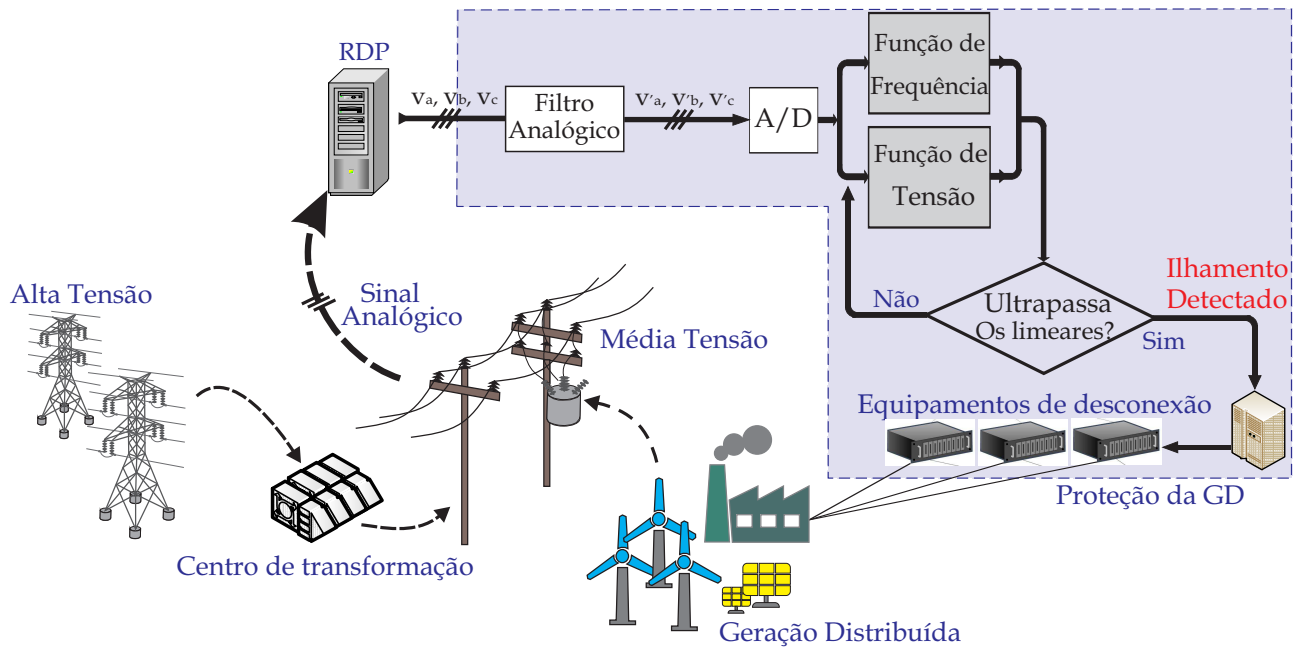 RDP
Va, Vb, Vc
Filtro
Analógico
V'a, V'b, V'c
A/D
Função de
Frequência
Função de
Tensão
Alta Tensão
Sinal
Analógico
Média Tensão
Não
Ultrapassa
Os limeares?
Sim
Ilhamento
Detectado
Equipamentos de desconexão
Proteção da GD
Centro de transformação
Geração Distribuída